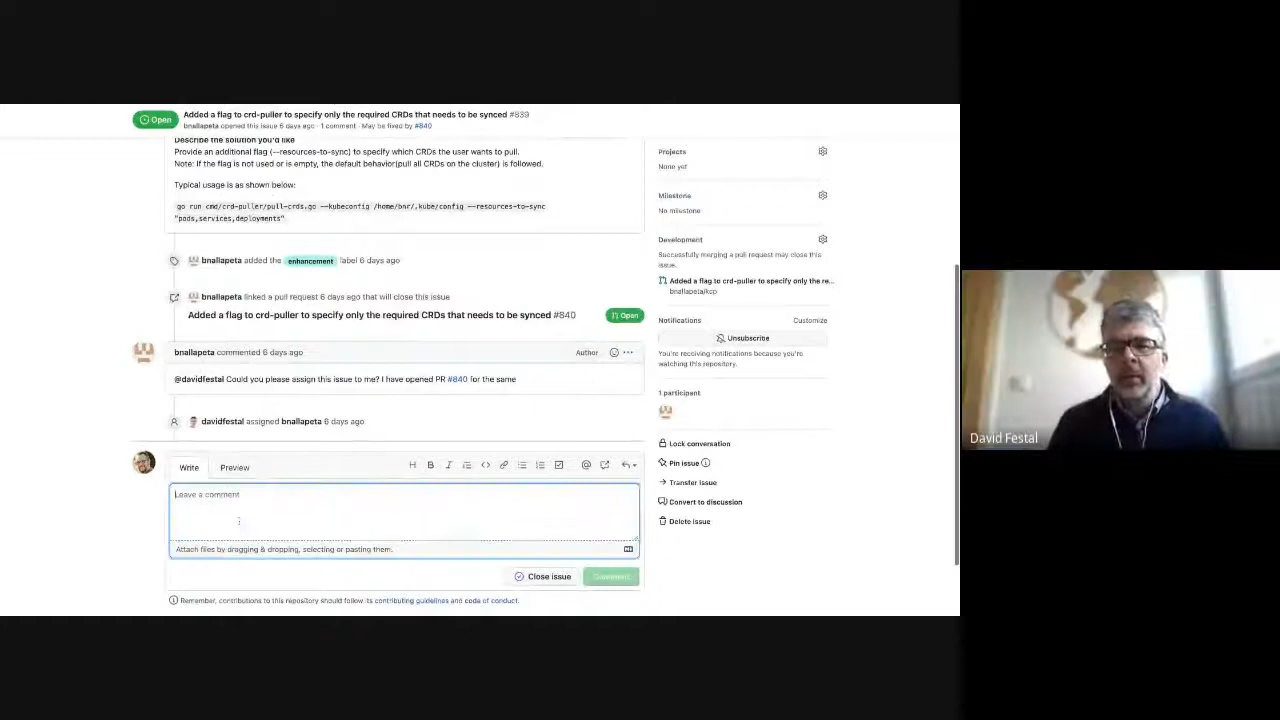 Open
Added a flag to crd-puller to specify only the required CRDs that needs to be synced #839
bnallapeta opened this issue 6 days ago · 1 comment · May be fixed by #840
Describe the solution you'd like
Provide an additional flag (--resources-to-sync) to specify which CRDs the user wants to pull.
Note: If the flag is not used or is empty, the default behavior(pull all CRDs on the cluster) is followed.
Typical usage is as shown below:
go run cmd/crd-puller/pull-crds.go --kubeconfig /home/bnr/.kube/config --resources-to-sync
"pods,services,deployments"
bnallapeta added the enhancement label 6 days ago
bnallapeta linked a pull request 6 days ago that will close this issue
Added a flag to crd-puller to specify only the required CRDs that needs to be synced #840
Open
bnallapeta commented 6 days ago
Author
@davidfestal Could you please assign this issue to me? I have opened PR #840 for the same
davidfestal assigned bnallapeta 6 days ago
Write
Preview
Leave a comment
Attach files by dragging & dropping, selecting or pasting them.
Close issue
Comment
Remember, contributions to this repository should follow its contributing guidelines and code of conduct.
Projects
None yet
Milestone
No milestone
Development
Successfully merging a pull request may close this
issue.
Added a flag to crd-puller to specify only the re...
bnallapeta/kcp
Notifications
Customize
Unsubscribe
You're receiving notifications because you're
watching this repository.
1 participant
Lock conversation
Pin issue
Transfer issue
Convert to discussion
Delete issue
David Festal